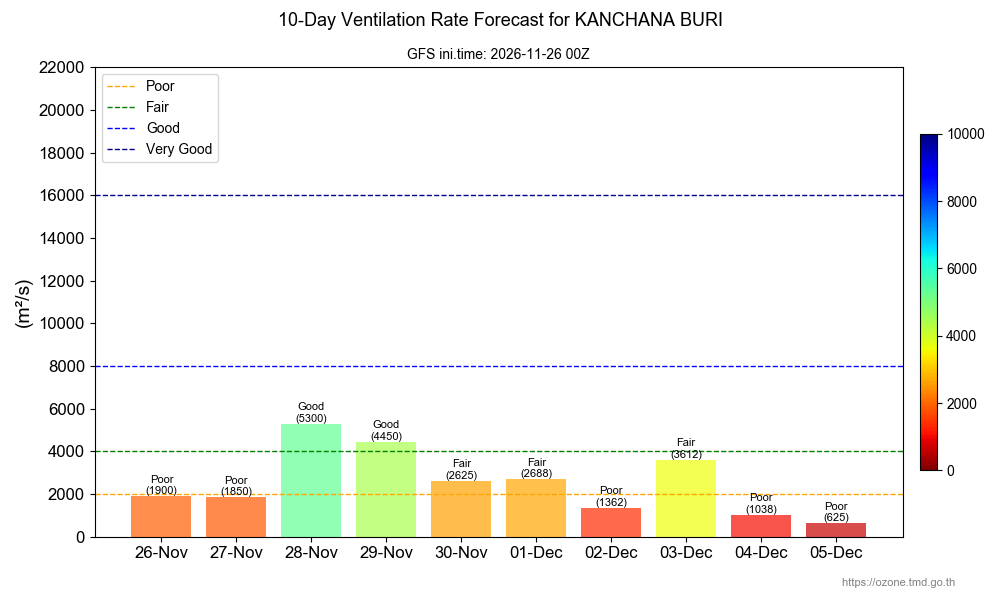 10-Day Ventilation Rate Forecast for KANCHANA BURI
GFS ini.time: 2026-11-26 00Z
22000
20000
18000
16000
14000
12000
10000
8000
6000
4000
2000
0
(m²/s)
Poor
Fair
Good
Very Good
Poor
(1900)
Poor
(1850)
Good
(5300)
Good
(4450)
Fair
(2625)
Fair
(2688)
Poor
(1362)
Fair
(3612)
Poor
(1038)
Poor
(625)
26-Nov 27-Nov 28-Nov 29-Nov 30-Nov 01-Dec 02-Dec 03-Dec 04-Dec 05-Dec
10000
8000
6000
4000
2000
0
https://ozone.tmd.go.th